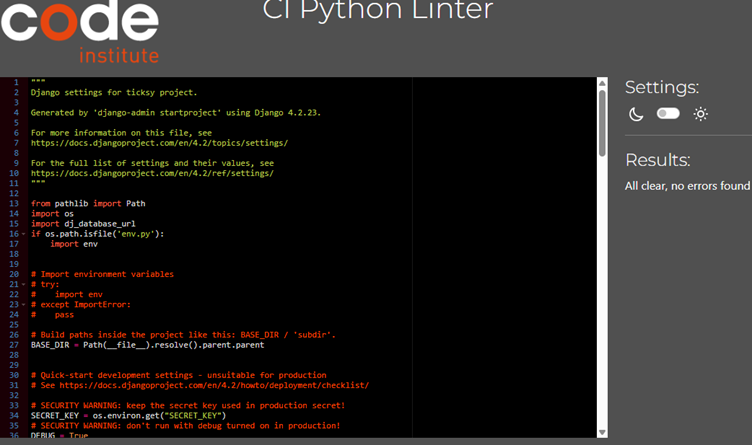 code
institute
CI Python Linter
1 """
2 Django settings for ticksy project.
3
4 Generated by 'django-admin startproject' using Django 4.2.23.
5
6 For more information on this file, see
7 https://docs.djangoproject.com/en/4.2/topics/settings/
8
9 For the full list of settings and their values, see
10 https://docs.djangoproject.com/en/4.2/ref/settings/
11 """
12
13 from pathlib import Path
14 import os
15 import dj_database_url
16 if os.path.isfile('env.py'):
17     import env
18
19
20 # Import environment variables
21 # try:
22 #    import env
23 # except ImportError:
24 #    pass
25
26 # Build paths inside the project like this: BASE_DIR / 'subdir'.
27 BASE_DIR = Path(__file__).resolve().parent.parent
28
29
30 # Quick-start development settings - unsuitable for production
31 # See https://docs.djangoproject.com/en/4.2/howto/deployment/checklist/
32
33 # SECURITY WARNING: keep the secret key used in production secret!
34 SECRET_KEY = os.environ.get("SECRET_KEY")
35 # SECURITY WARNING: don't run with debug turned on in production!
36 DEBUG = True
Settings:
Results:
All clear, no errors found